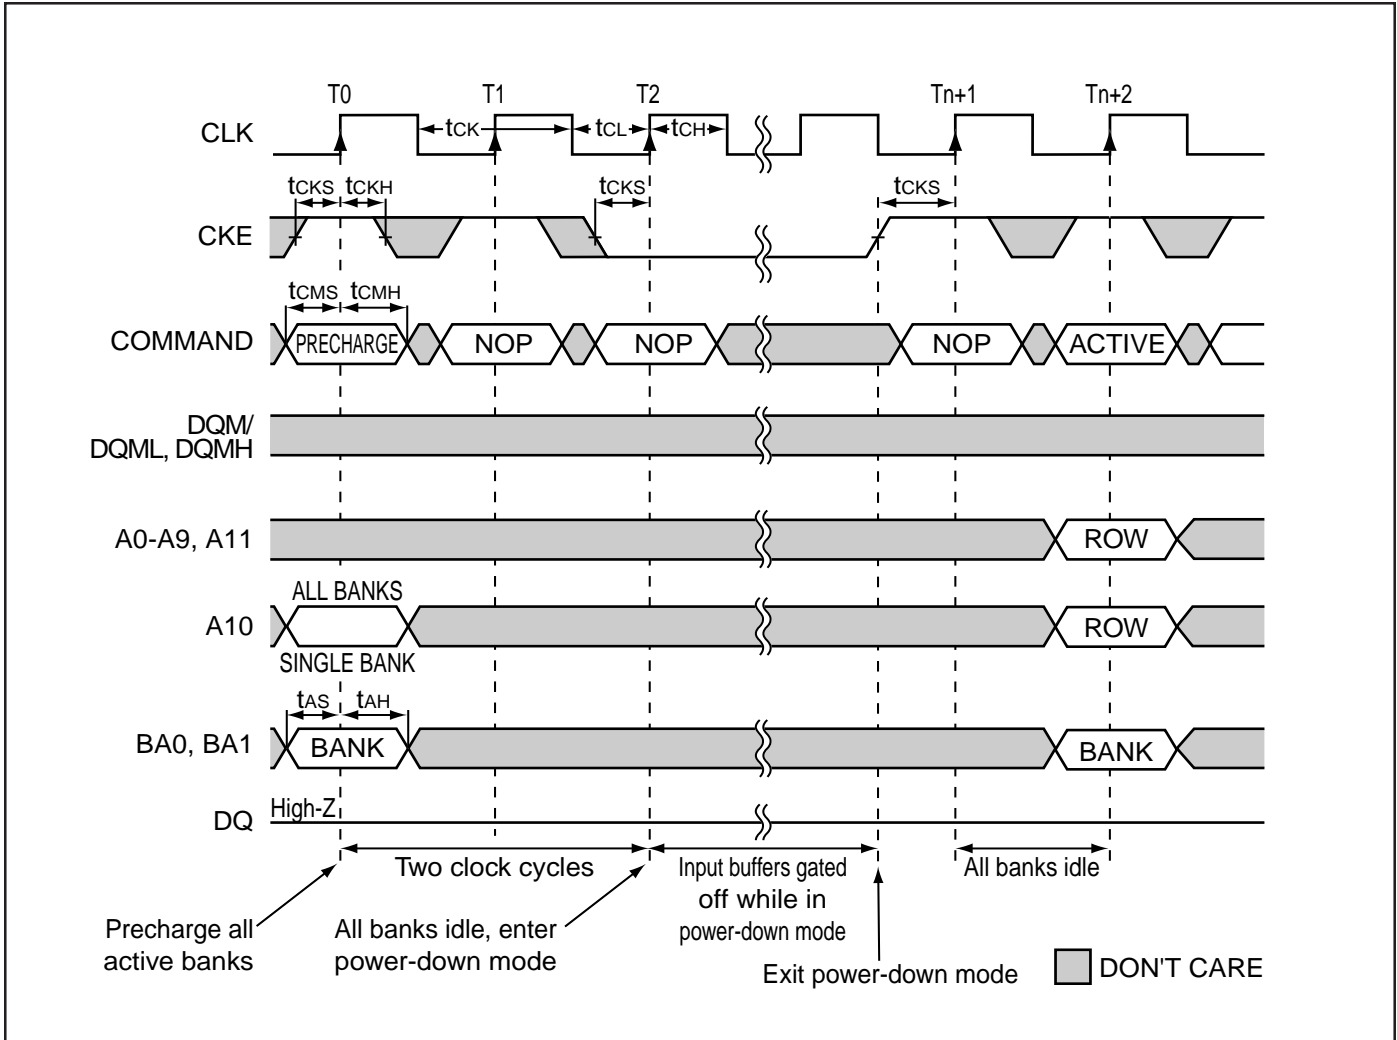 T0 T1 T2 Tn+1 Tn+2
CLK tCK tCL tCH
tCKS tCKH tCKS tCKS
CKE
tCMS tCMH
COMMAND PRECHARGE NOP NOP NOP ACTIVE
DQM/
DQML, DQMH
A0-A9, A11 ROW
ALL BANKS
A10 ROW
SINGLE BANK
tAS tAH
BA0, BA1 BANK BANK
DQ High-Z
Two clock cycles
Input buffers gated
off while in
power-down mode
All banks idle
Precharge all
active banks
All banks idle, enter
power-down mode
Exit power-down mode
DON'T CARE